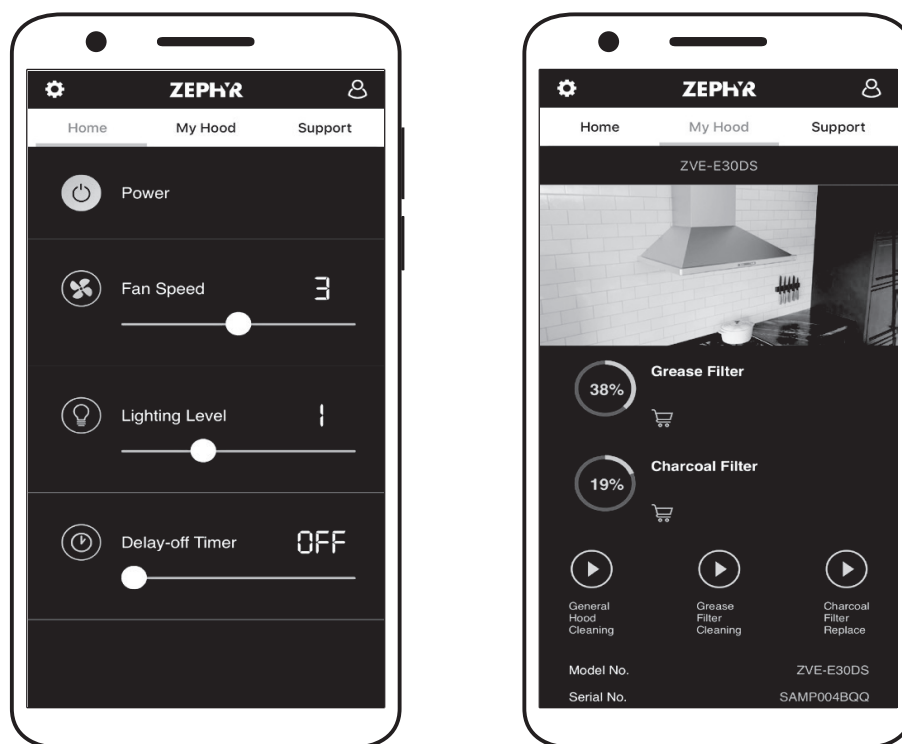 ZEPHYR
Home My Hood Support
Power
Fan Speed 3
Lighting Level 1
Delay-off Timer OFF
ZEPHYR
Home My Hood Support
ZVE-E30DS
38% Grease Filter
19% Charcoal Filter
General
Hood
Cleaning
Grease
Filter
Cleaning
Charcoal
Filter
Replace
Model No. ZVE-E30DS
Serial No. SAMP004BQQ